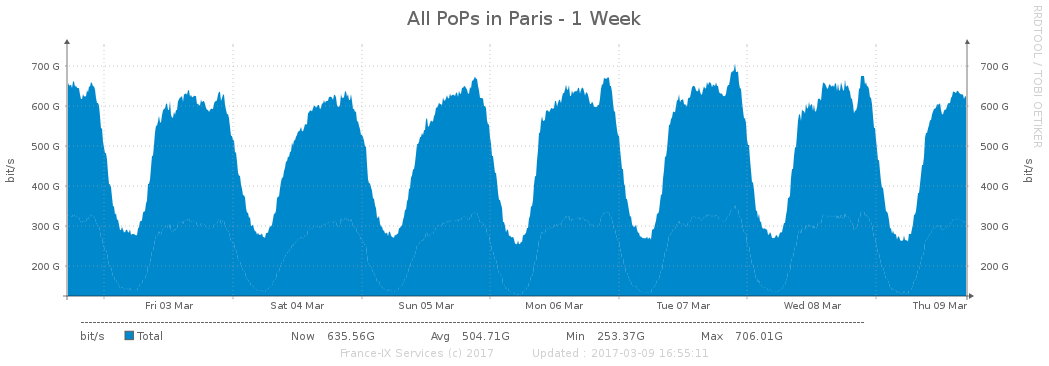 All PoPs in Paris - 1 Week
RRDTOOL / TOBI OETIKER
700 G 700 G
600 G 600 G
500 G 500 G
400 G 400 G
300 G 300 G
200 G 200 G
bit/s bit/s
Fri 03 Mar Sat 04 Mar Sun 05 Mar Mon 06 Mar Tue 07 Mar Wed 08 Mar Thu 09 Mar
bit/s Total Now 635.56G Avg 504.71G Min 253.37G Max 706.01G
France-IX Services (c) 2017 Updated : 2017-03-09 16:55:11